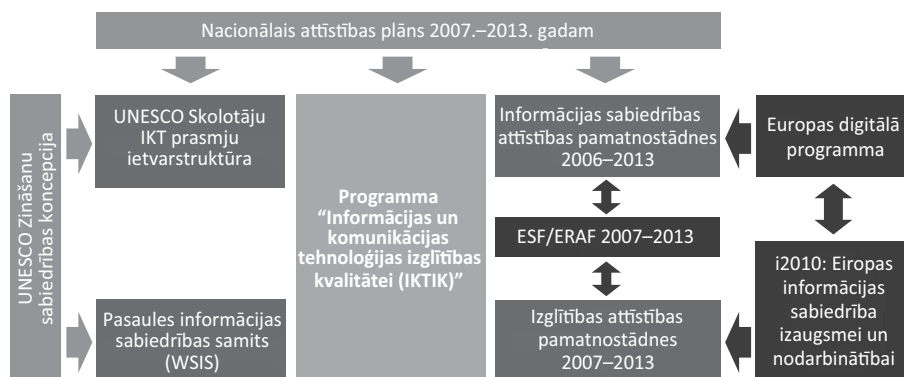 Nacionālais attīstības plāns 2007.–2013. gadam
UNESCO Zināšanu
sabiedrības koncepcija
UNESCO Skolotāju
IKT prasmju
ietvarstruktūra
Pasaules informācijas
sabiedrības samits
(WSIS)
Programma
“Informācijas un
komunikācijas
tehnoloģijas izglītības
kvalitātei (IKTIK)”
Informācijas sabiedrības
attīstības pamatnostādnes
2006–2013
ESF/ERAF 2007–2013
Izglītības attīstības
pamatnostādnes
2007–2013
Europas digitālā
programma
i2010: Eiropas
informācijas
sabiedrība
izaugsmei un
nodarbinātībai